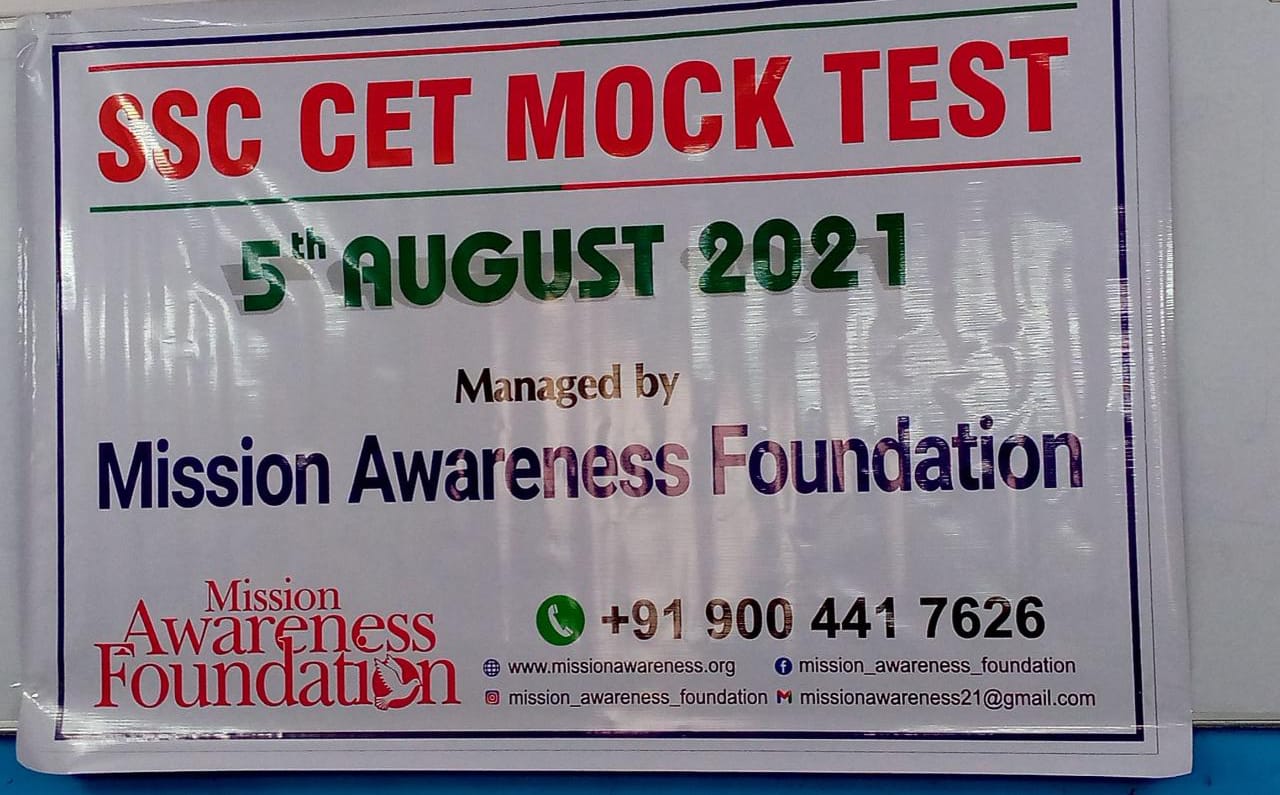 SSC CET MOCK TEST
5th AUGUST 2021
Managed by
Mission Awareness Foundation
Mission
Awareness
Foundation
+91 900 441 7626
www.missionawareness.org mission_awareness_foundation
mission_awareness_foundation missionawareness21@gmail.com